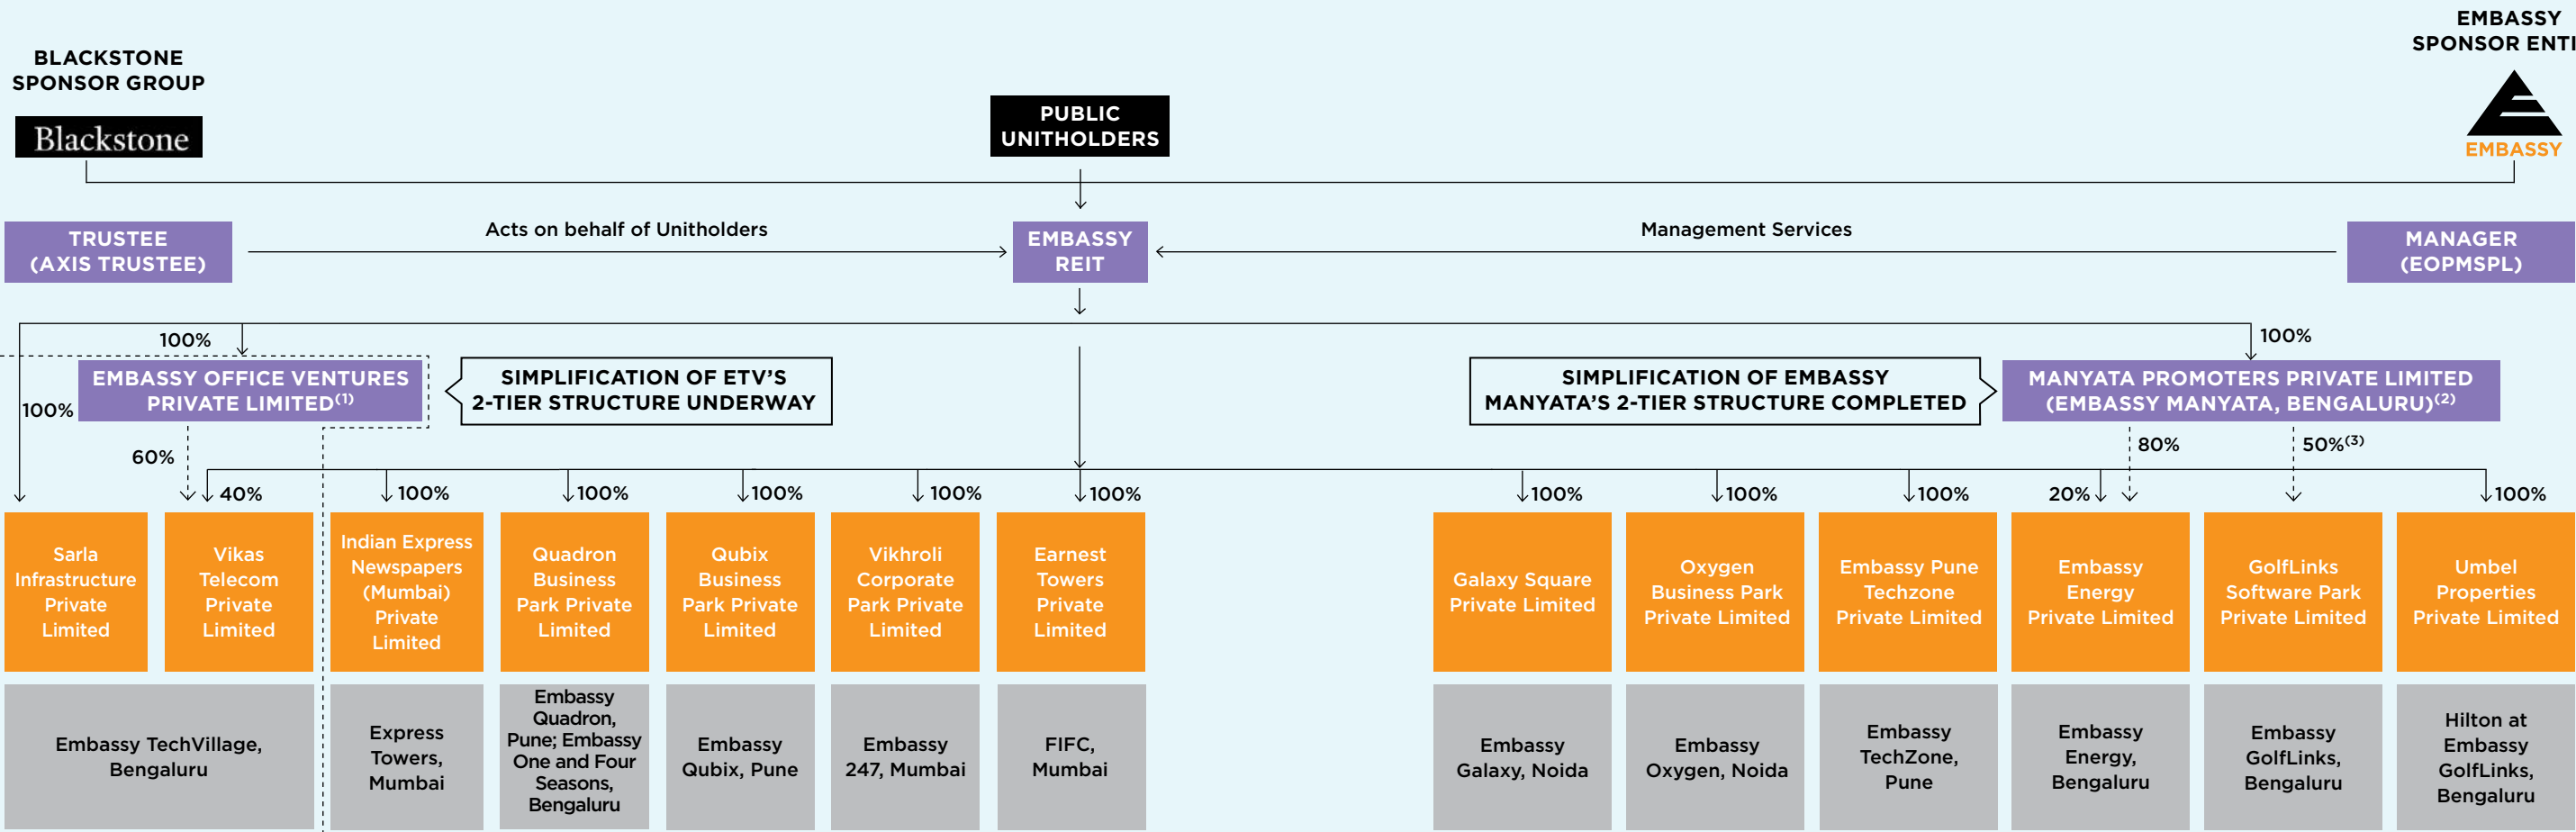 BLACKSTONE
SPONSOR GROUP
Blackstone
PUBLIC
UNITHOLDERS
EMBASSY
SPONSOR ENTI
EMBASSY
TRUSTEE
(AXIS TRUSTEE)
Acts on behalf of Unitholders
EMBASSY
REIT
Management Services
MANAGER
(EOPMSPL)
100%
100%
100%
EMBASSY OFFICE VENTURES
PRIVATE LIMITED(1)
SIMPLIFICATION OF ETV'S
2-TIER STRUCTURE UNDERWAY
SIMPLIFICATION OF EMBASSY
MANYATA'S 2-TIER STRUCTURE COMPLETED
MANYATA PROMOTERS PRIVATE LIMITED
(EMBASSY MANYATA, BENGALURU)(2)
60%
80%
50%(3)
40%
100%
100%
100%
100%
100%
100%
100%
100%
20%
100%
Sarla
Infrastructure
Private
Limited
Vikas
Telecom
Private
Limited
Indian Express
Newspapers
(Mumbai)
Private
Limited
Quadron
Business
Park Private
Limited
Qubix
Business
Park Private
Limited
Vikhroli
Corporate
Park Private
Limited
Earnest
Towers
Private
Limited
Galaxy Square
Private Limited
Oxygen
Business Park
Private Limited
Embassy Pune
Techzone
Private Limited
Embassy
Energy
Private Limited
GolfLinks
Software Park
Private Limited
Umbel
Properties
Private Limited
Embassy TechVillage,
Bengaluru
Express
Towers,
Mumbai
Embassy
Quadron,
Pune; Embassy
One and Four
Seasons,
Bengaluru
Embassy
Qubix, Pune
Embassy
247, Mumbai
FIFC,
Mumbai
Embassy
Galaxy, Noida
Embassy
Oxygen, Noida
Embassy
TechZone,
Pune
Embassy
Energy,
Bengaluru
Embassy
GolfLinks,
Bengaluru
Hilton at
Embassy
GolfLinks,
Bengaluru